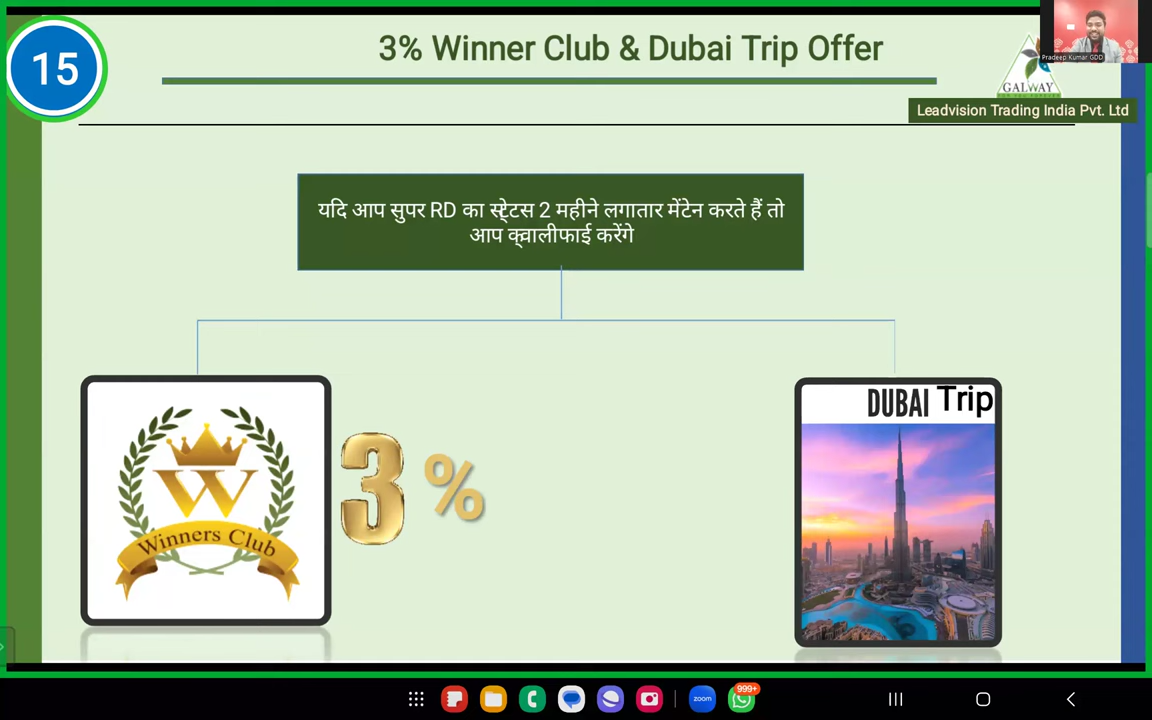 15
3% Winner Club & Dubai Trip Offer
Pradeep Kumar GDD
GALWAY
Leadvision Trading India Pvt. Ltd
यदि आप सुपर RD का स्टेटस 2 महीने लगातार मेंटेन करते हैं तो
आप क्वालीफाई करेंगे
W
Winners Club
3 %
DUBAI Trip
zoom
999+